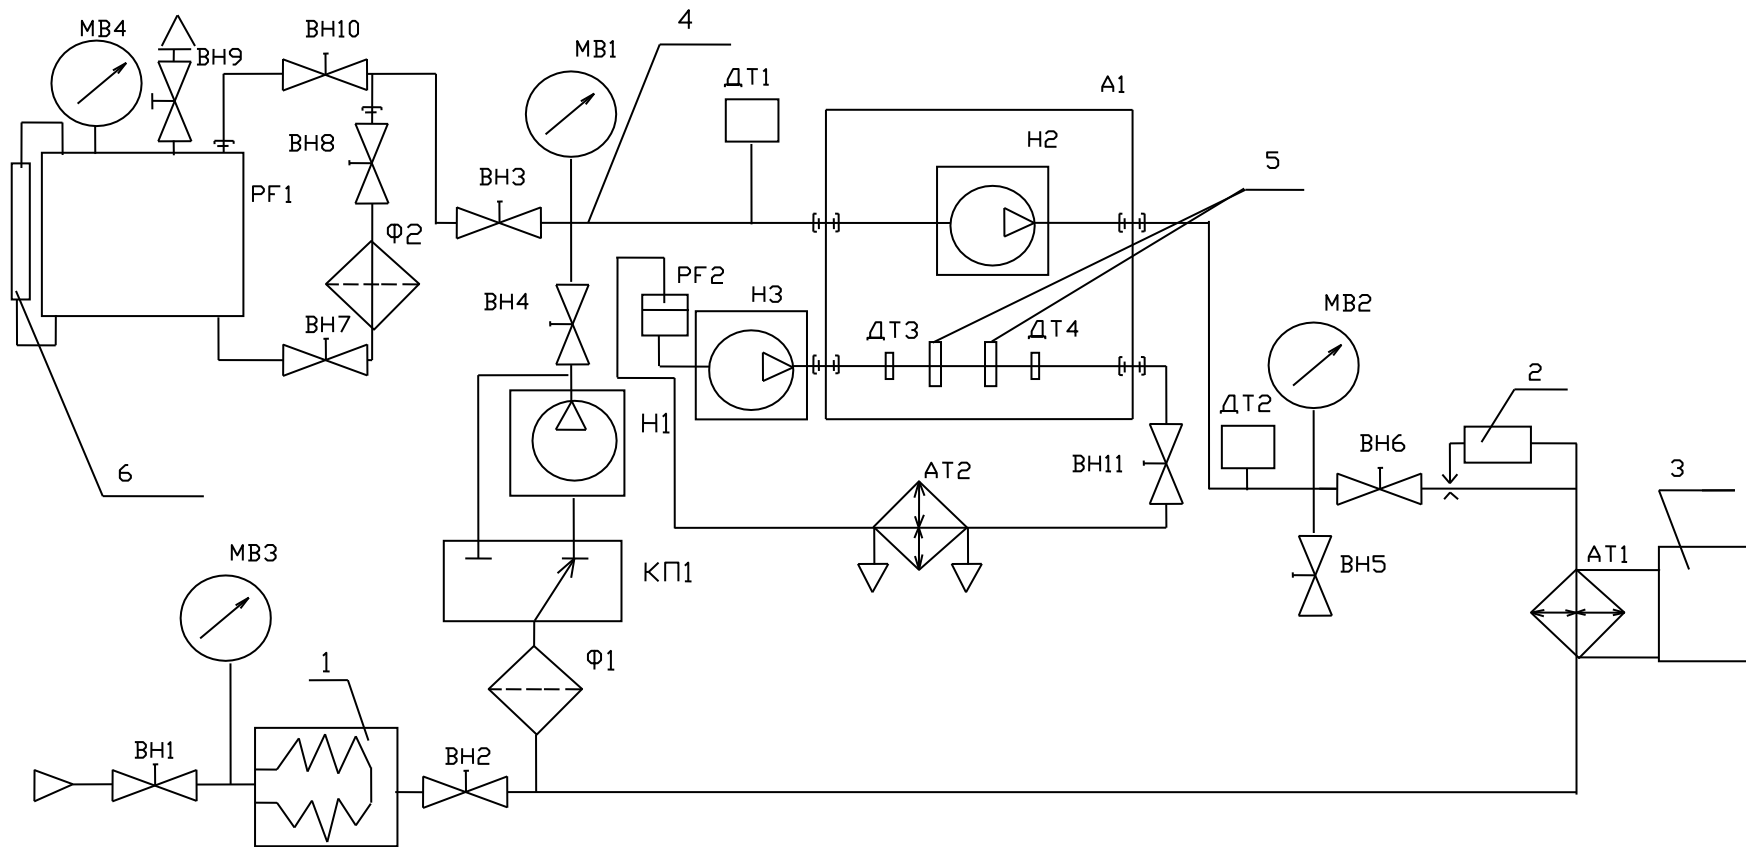 МВ4
ВН9
ВН10
МВ1
4
ДТ1
А1
Н2
5
ВН8
ВН3
РF1
Ф2
ВН4
РF2
Н3
ДТ3
ДТ4
МВ2
ВН7
2
ДТ2
Н1
ВН6
6
АТ2
ВН11
3
МВ3
КП1
ВН5
АТ1
1
Ф1
ВН1
ВН2